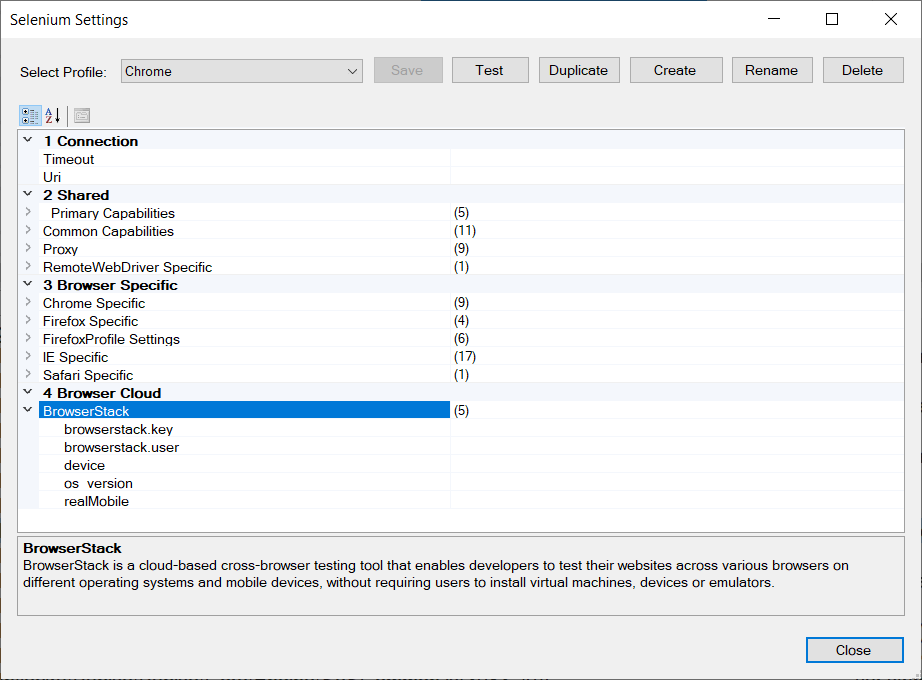 Selenium Settings
Select Profile: Chrome Save Test Duplicate Create Rename Delete
1 Connection
Timeout
Uri
2 Shared
Primary Capabilities (5)
Common Capabilities (11)
Proxy (9)
RemoteWebDriver Specific (1)
3 Browser Specific
Chrome Specific (9)
Firefox Specific (4)
FirefoxProfile Settings (6)
IE Specific (17)
Safari Specific (1)
4 Browser Cloud
BrowserStack (5)
browserstack.key
browserstack.user
device
os_version
realMobile
BrowserStack
BrowserStack is a cloud-based cross-browser testing tool that enables developers to test their websites across various browsers on
different operating systems and mobile devices, without requiring users to install virtual machines, devices or emulators.
Close